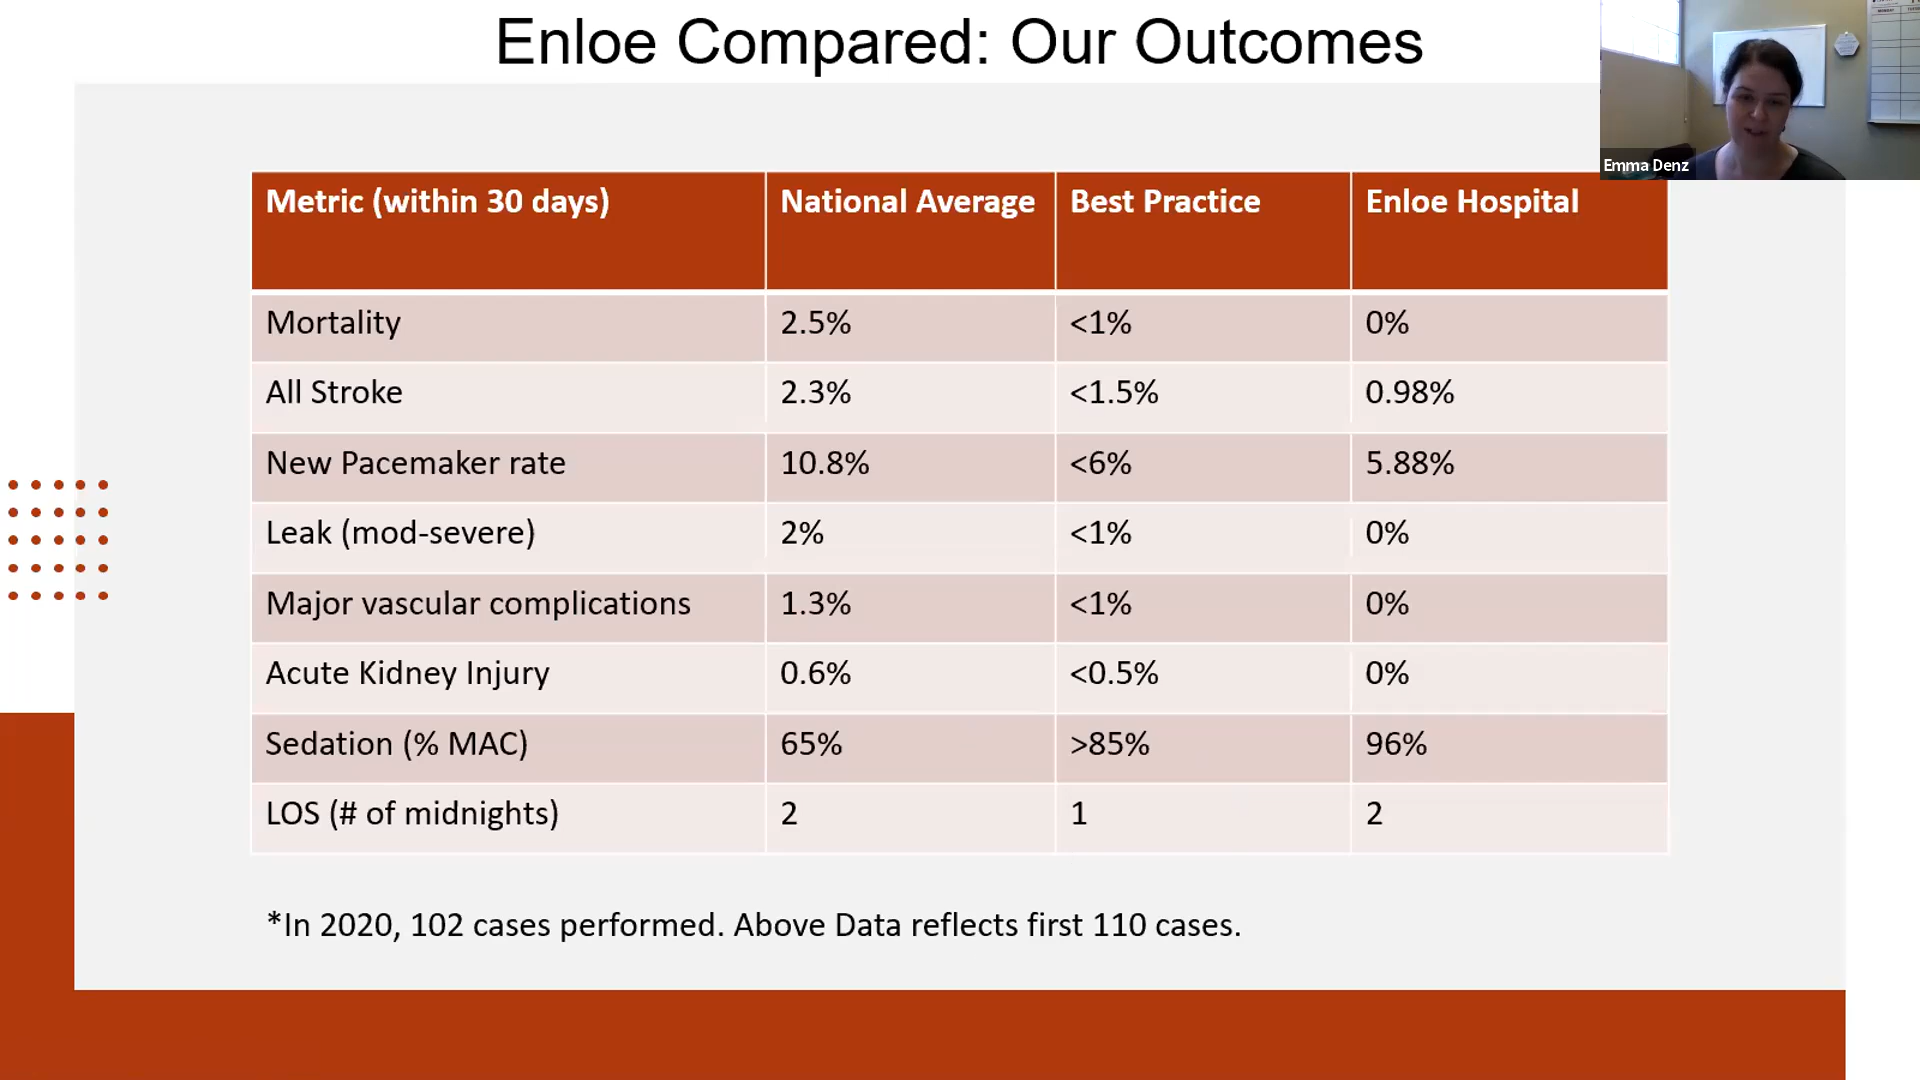 Enloe Compared: Our Outcomes
Emma Denz
Metric (within 30 days) National Average Best Practice Enloe Hospital
Mortality 2.5% <1% 0%
All Stroke 2.3% <1.5% 0.98%
New Pacemaker rate 10.8% <6% 5.88%
Leak (mod-severe) 2% <1% 0%
Major vascular complications 1.3% <1% 0%
Acute Kidney Injury 0.6% <0.5% 0%
Sedation (% MAC) 65% >85% 96%
LOS (# of midnights) 2 1 2
*In 2020, 102 cases performed. Above Data reflects first 110 cases.